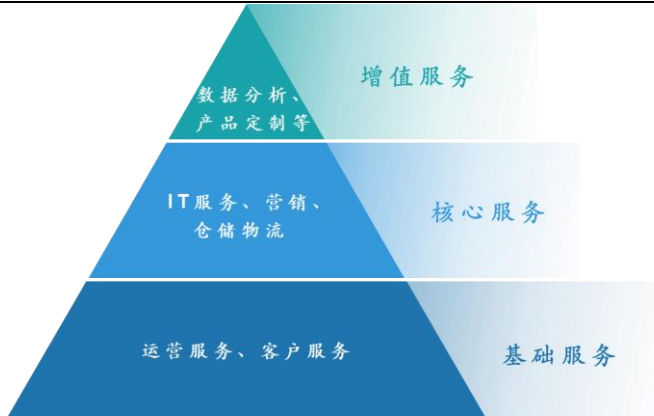 数据分析、
产品定制等
增值服务
IT服务、营销、
仓储物流
核心服务
运营服务、客户服务
基础服务